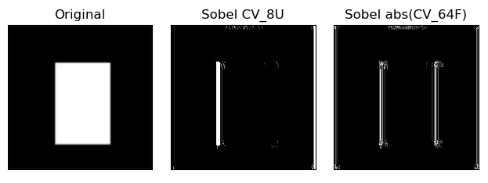 Original
Sobel CV_8U
Sobel abs(CV_64F)